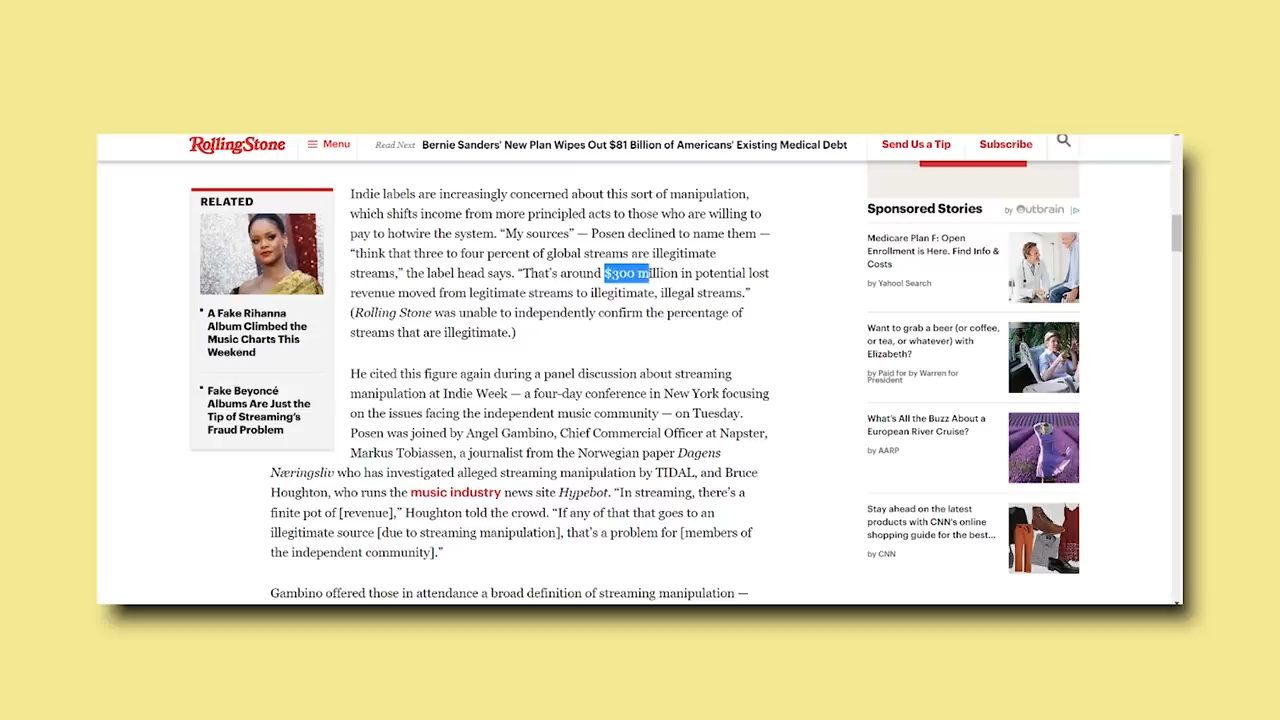 RollingStone
Menu
Read Next
Bernie Sanders' New Plan Wipes Out $81 Billion of Americans' Existing Medical Debt
Send Us a Tip
Subscribe
RELATED
A Fake Rihanna
Album Climbed the
Music Charts This
Weekend
Fake Beyoncé
Albums Are Just the
Tip of Streaming's
Fraud Problem
Indie labels are increasingly concerned about this sort of manipulation,
which shifts income from more principled acts to those who are willing to
pay to hotwire the system. “My sources” — Posen declined to name them —
“think that three to four percent of global streams are illegitimate
streams,” the label head says. “That’s around $300 million in potential lost
revenue moved from legitimate streams to illegitimate, illegal streams.”
(Rolling Stone was unable to independently confirm the percentage of
streams that are illegitimate.)
He cited this figure again during a panel discussion about streaming
manipulation at Indie Week — a four-day conference in New York focusing
on the issues facing the independent music community — on Tuesday.
Posen was joined by Angel Gambino, Chief Commercial Officer at Napster,
Markus Tobiassen, a journalist from the Norwegian paper Dagens
Næringsliv who has investigated alleged streaming manipulation by TIDAL, and Bruce
Houghton, who runs the music industry news site Hypebot. “In streaming, there’s a
finite pot of [revenue],” Houghton told the crowd. “If any of that that goes to an
illegitimate source [due to streaming manipulation], that’s a problem for [members of
the independent community].”
Gambino offered those in attendance a broad definition of streaming manipulation —
Sponsored Stories
by Outbrain
Medicare Plan F: Open
Enrollment is Here. Find Info &
Costs
by Yahoo! Search
Want to grab a beer (or coffee,
or tea, or whatever) with
Elizabeth?
by Paid for by Warren for
President
What's All the Buzz About a
European River Cruise?
by AARP
Stay ahead on the latest
products with CNN's online
shopping guide for the best...
by CNN